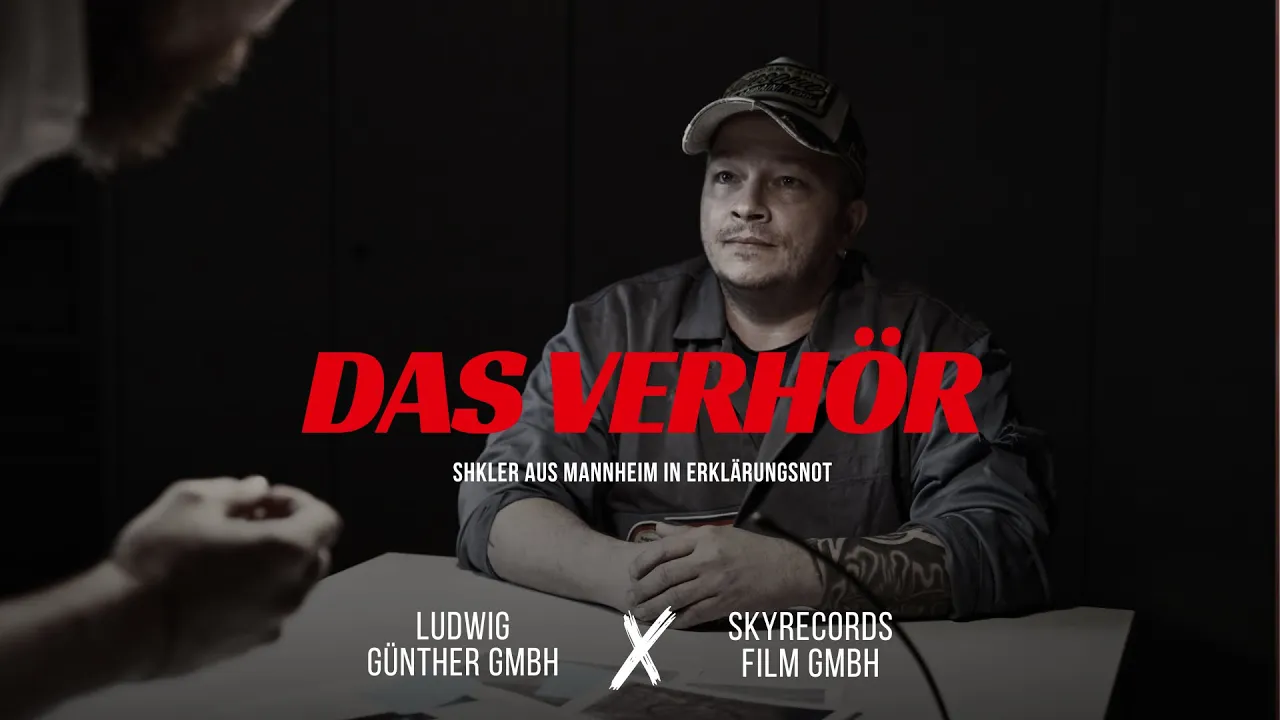 DAS VERHÖR
SHKLER AUS MANNHEIM IN ERKLÄRUNGSNOT
LUDWIG
GÜNTHER GMBH
X
SKYRECORDS
FILM GMBH